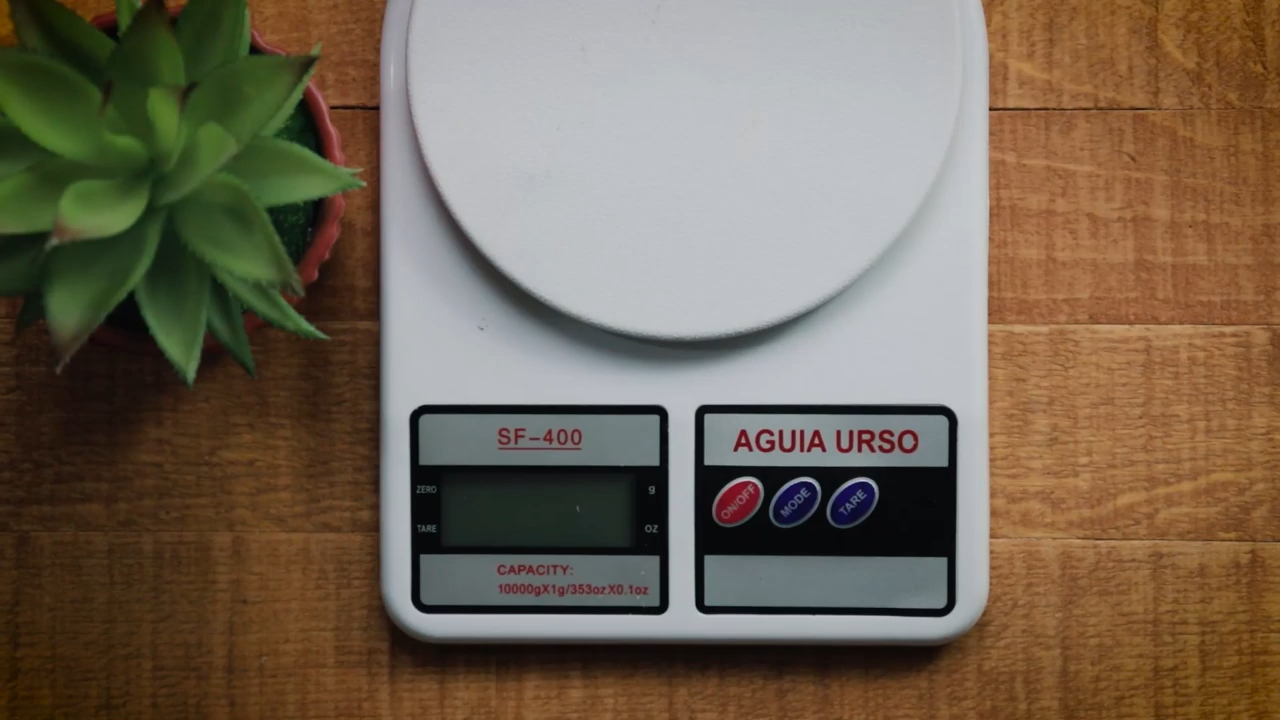 SF-400
ZERO
g
TARE
OZ
CAPACITY:
10000gX1g/353ozX0.1oz
AGUIA URSO
ON/OFF
MODE
TARE